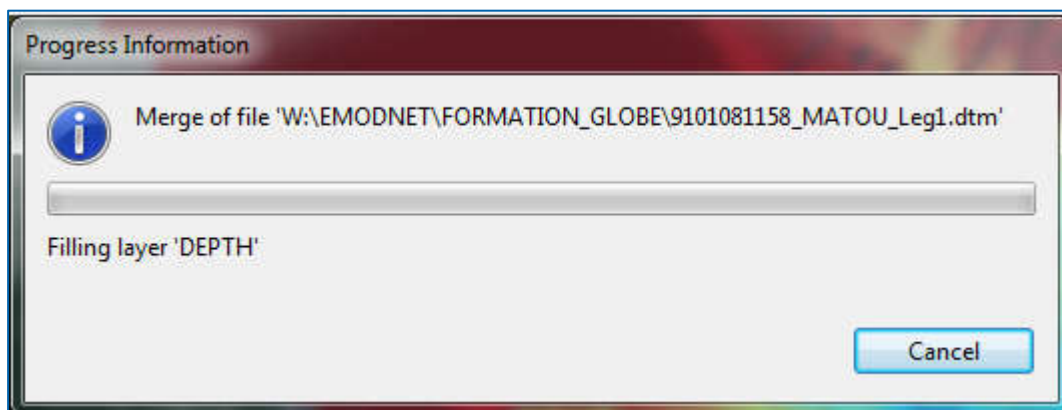 Progress Information
Merge of file 'W:\EMODNET\FORMATION_GLOBE\9101081158_MATOU_Leg1.dtm'
Filling layer 'DEPTH'
Cancel